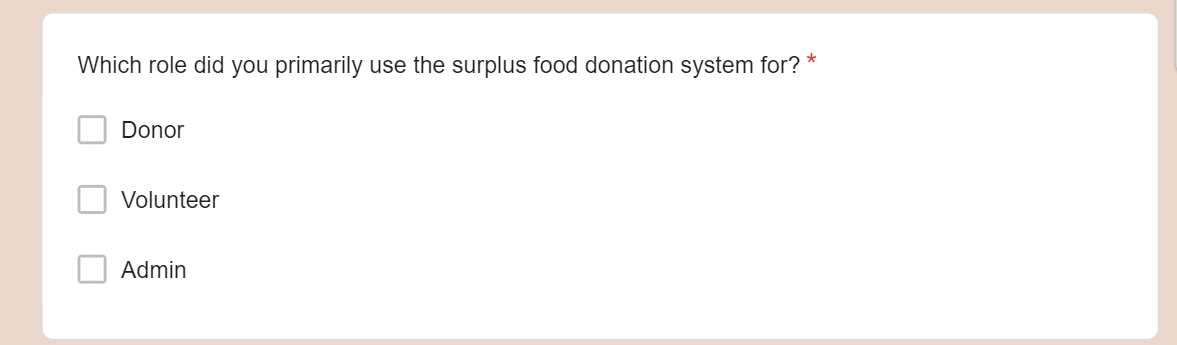 Which role did you primarily use the surplus food donation system for? *
Donor
Volunteer
Admin